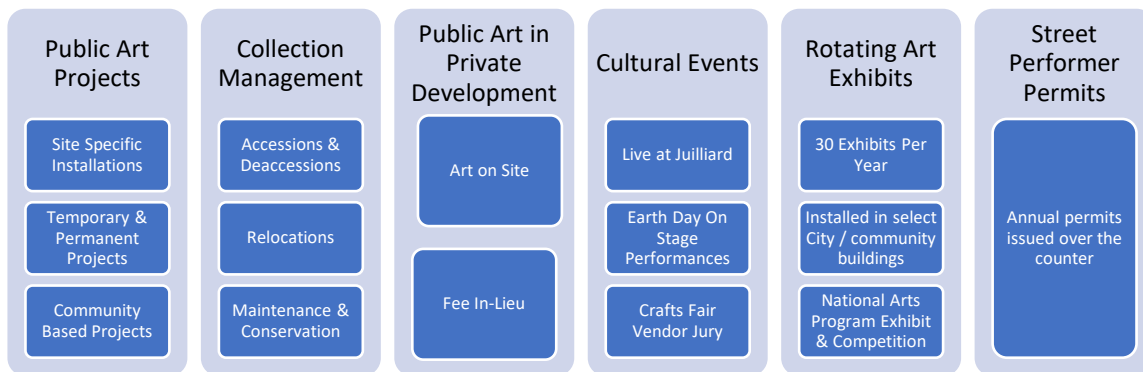 Public Art
Projects
Site Specific
Installations
Temporary &
Permanent
Projects
Community
Based Projects
Collection
Management
Accessions &
Deaccessions
Relocations
Maintenance &
Conservation
Public Art in
Private
Development
Art on Site
Fee In-Lieu
Cultural Events
Live at Juilliard
Earth Day On
Stage
Performances
Crafts Fair
Vendor Jury
Rotating Art
Exhibits
30 Exhibits Per
Year
Installed in select
City / community
buildings
National Arts
Program Exhibit
& Competition
Street
Performer
Permits
Annual permits
issued over the
counter